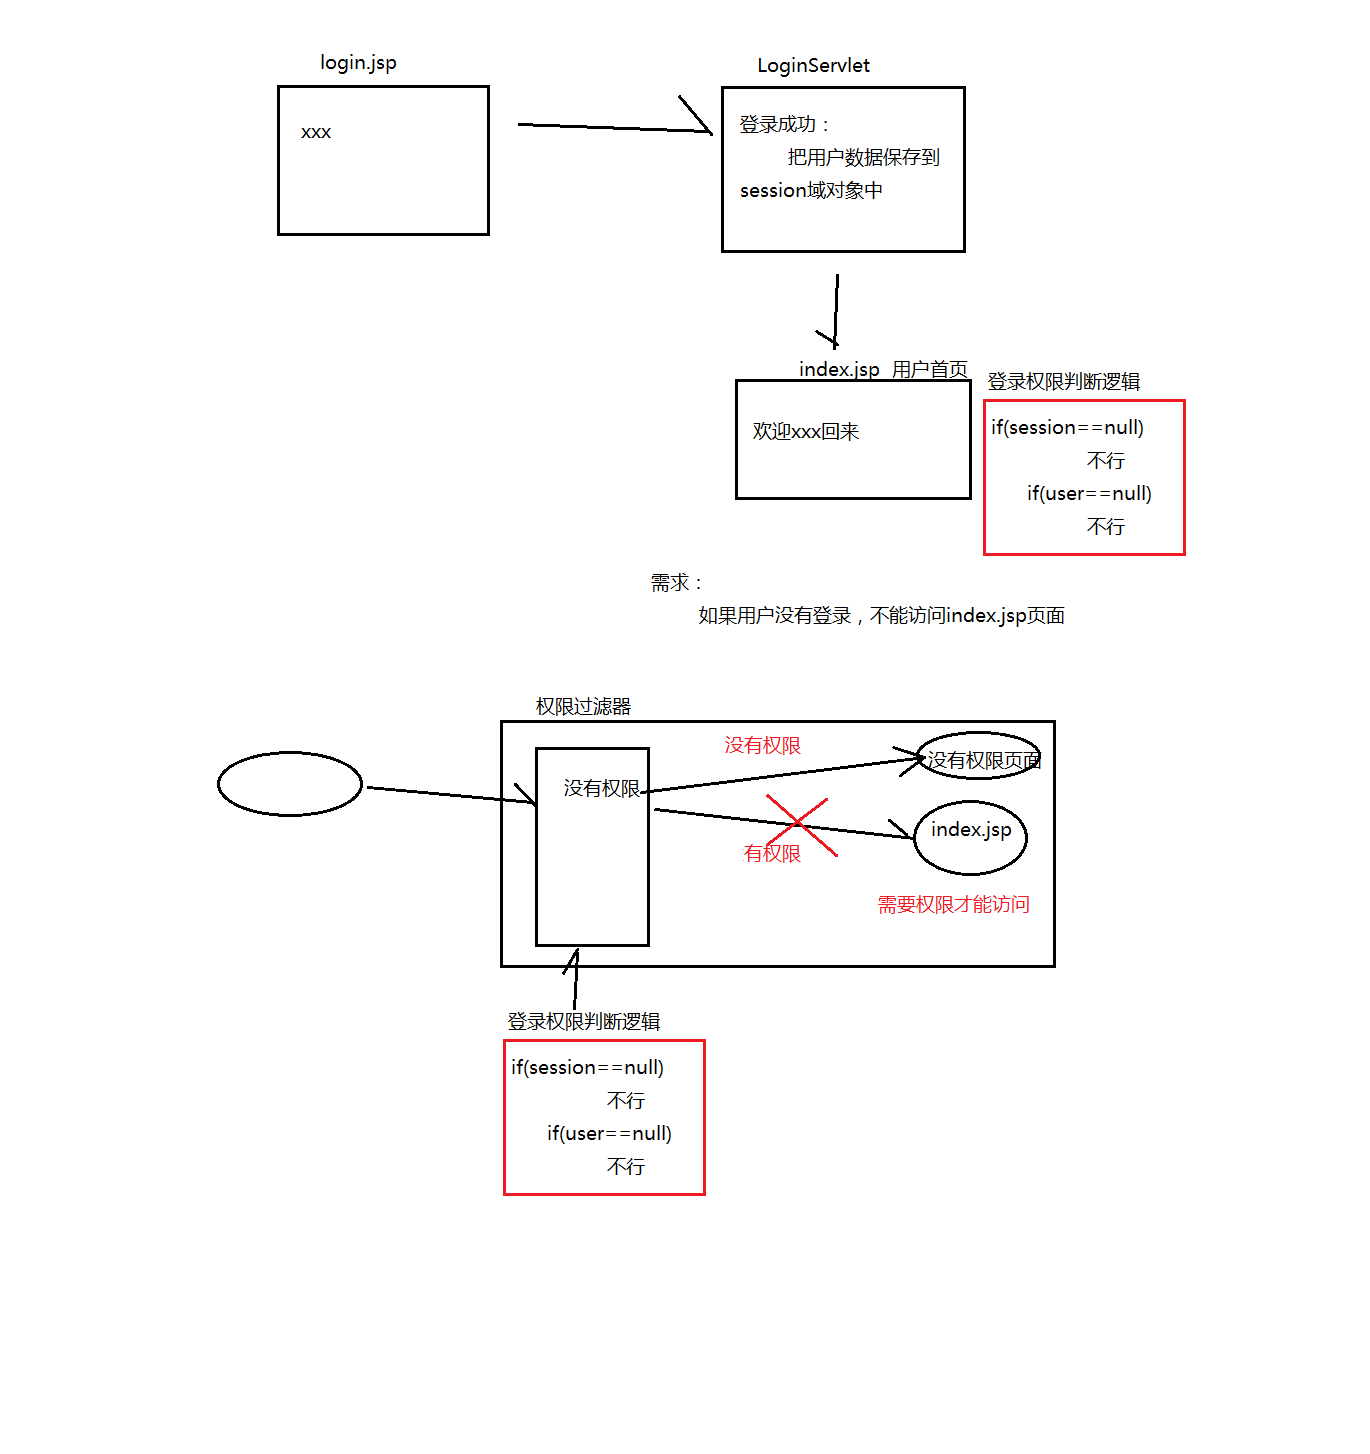 login.jsp
xxx
LoginServlet
登录成功：
把用户数据保存到
session域对象中
index.jsp 用户首页
欢迎xxx回来
登录权限判断逻辑
if(session==null)
不行
if(user==null)
不行
需求：
如果用户没有登录，不能访问index.jsp页面
权限过滤器
没有权限
没有权限
没有权限页面
有权限
index.jsp
需要权限才能访问
登录权限判断逻辑
if(session==null)
不行
if(user==null)
不行